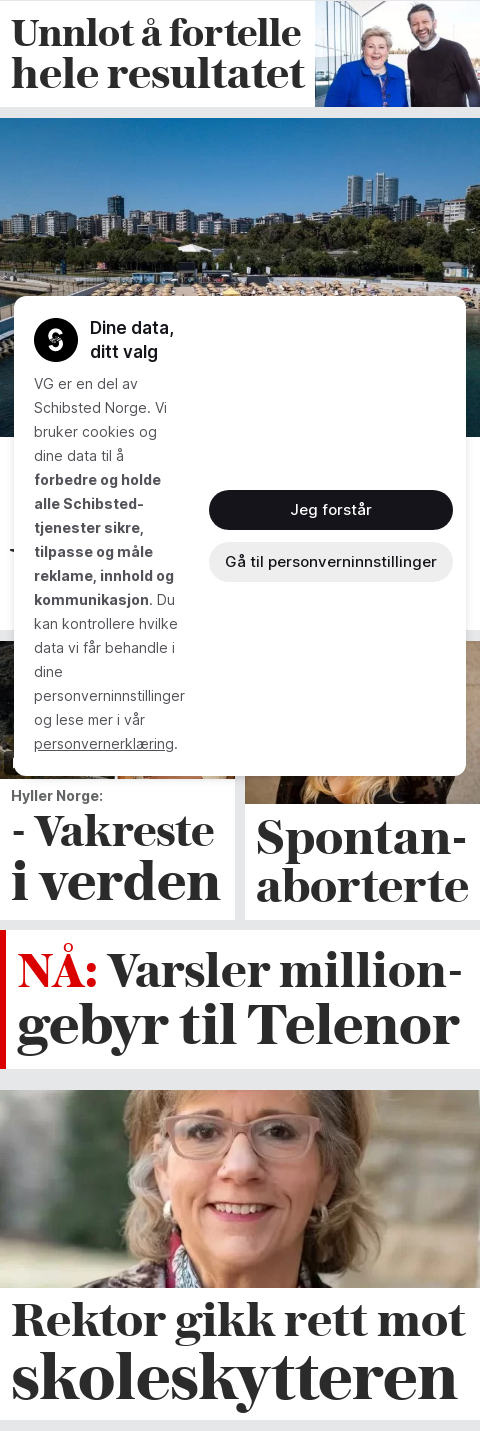 Unnlot å fortelle
hele resultatet
Dine data,
ditt valg
VG er en del av
Schibsted Norge. Vi
bruker cookies og
dine data til å
forbedre og holde
alle Schibsted-
tjenester sikre,
tilpasse og måle
reklame, innhold og
kommunikasjon. Du
kan kontrollere hvilke
data vi får behandle i
dine
personverninnstillinger
og lese mer i vår
personvernerklæring.
Jeg forstår
Gå til personverninnstillinger
Hyller Norge:
- Vakreste
i verden
Spontan-
aborterte
NÅ: Varsler million-
gebyr til Telenor
Rektor gikk rett mot
skoleskytteren